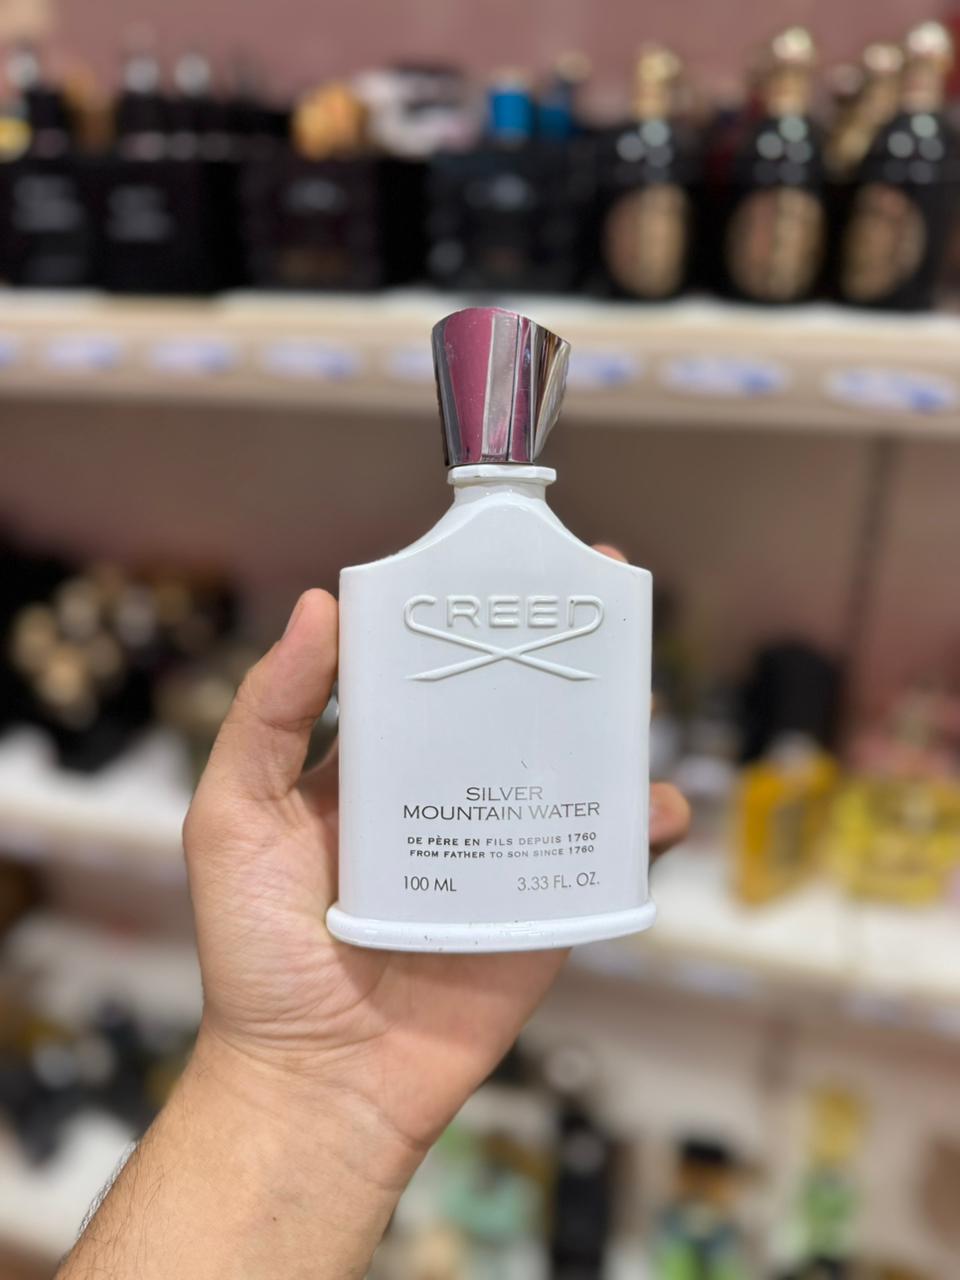 CREED
SILVER
MOUNTAIN WATER
DE PÈRE EN FILS DEPUIS 1760
FROM FATHER TO SON SINCE 1760
100 ML 3.33 FL. OZ.